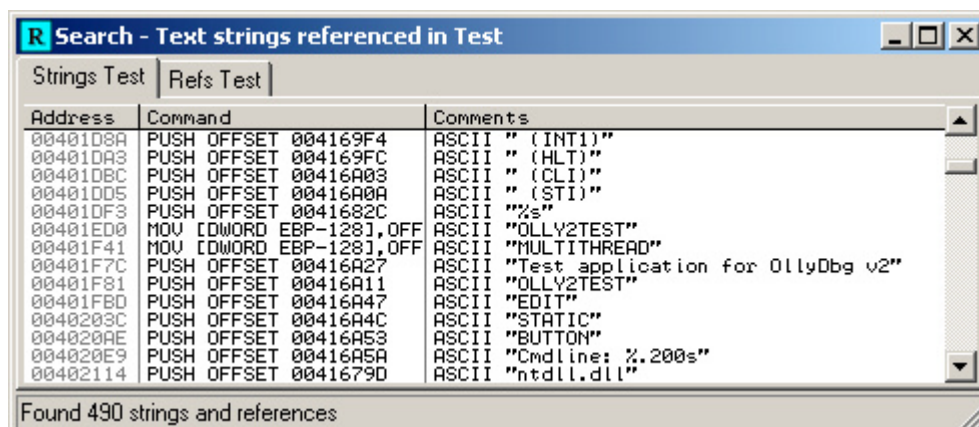 R Search - Text strings referenced in Test
Strings Test Refs Test
Address Command Comments
00401D8A PUSH OFFSET 004169F4 ASCII " (INT1)"
00401DA3 PUSH OFFSET 004169FC ASCII " (HLT)"
00401DBC PUSH OFFSET 00416A03 ASCII " (CLI)"
00401DD5 PUSH OFFSET 00416A0A ASCII " (STI)"
00401DF3 PUSH OFFSET 0041682C ASCII "%s"
00401ED0 MOV [DWORD EBP-128],OFF ASCII "OLLY2TEST"
00401F41 MOV [DWORD EBP-128],OFF ASCII "MULTITHREAD"
00401F7C PUSH OFFSET 00416A27 ASCII "Test application for OllyDbg v2"
00401F81 PUSH OFFSET 00416A11 ASCII "OLLY2TEST"
00401FBD PUSH OFFSET 00416A47 ASCII "EDIT"
0040203C PUSH OFFSET 00416A4C ASCII "STATIC"
004020AE PUSH OFFSET 00416A53 ASCII "BUTTON"
004020E9 PUSH OFFSET 00416A5A ASCII "Cmdline: %.200s"
00402114 PUSH OFFSET 0041679D ASCII "ntdll.dll"
Found 490 strings and references